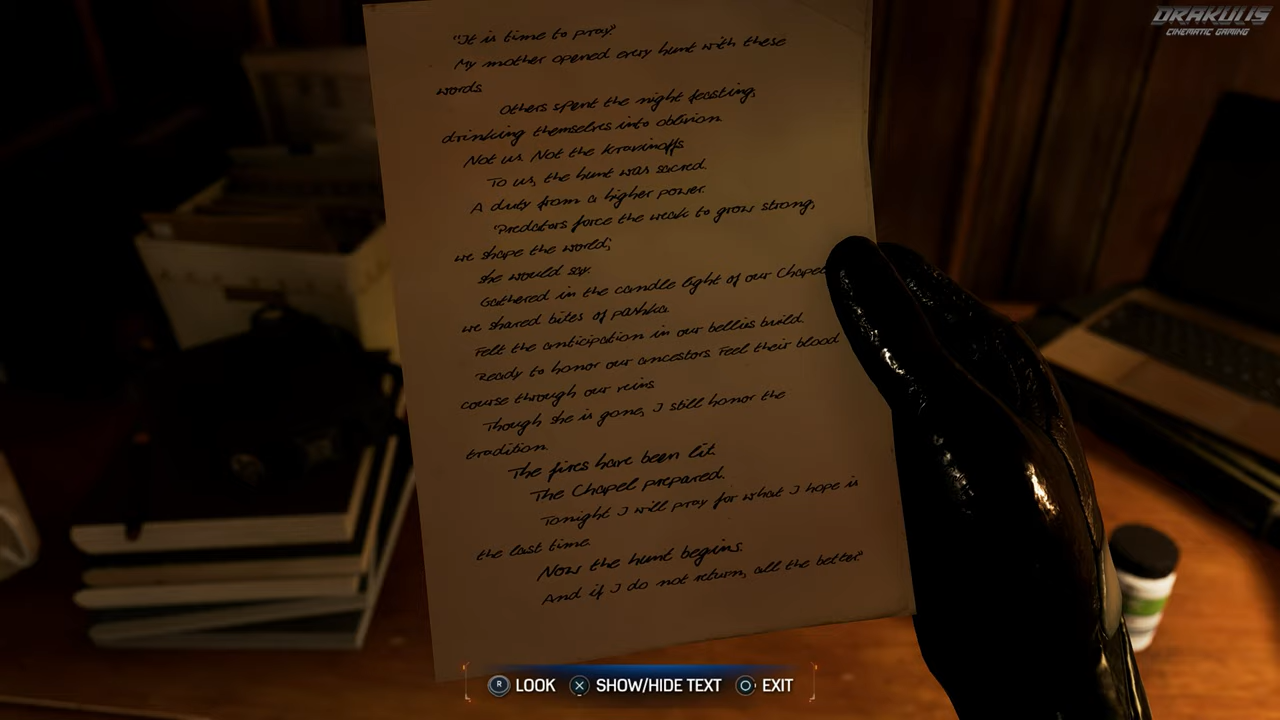 DRAKULIS
CINEMATIC GAMING
"It is time to pray."
My mother opened every hunt with these
words.
Others spent the night feasting,
drinking themselves into oblivion.
Not us. Not the Kravinoffs
To us, the hunt was sacred.
A duty from a higher power.
"Predators force the weak to grow strong,
we shape the world,"
she would say.
Gathered in the candle light of our Chapel
we shared bites of pashka.
Felt the anticipation in our bellies build.
Ready to honor our ancestors. Feel their blood
course through our veins
Though she is gone, I still honor the
tradition.
The fires have been lit.
The Chapel prepared.
Tonight I will pray for what I hope is
the last time.
Now the hunt begins.
And if I do not return, all the better."
R LOOK SHOW/HIDE TEXT EXIT